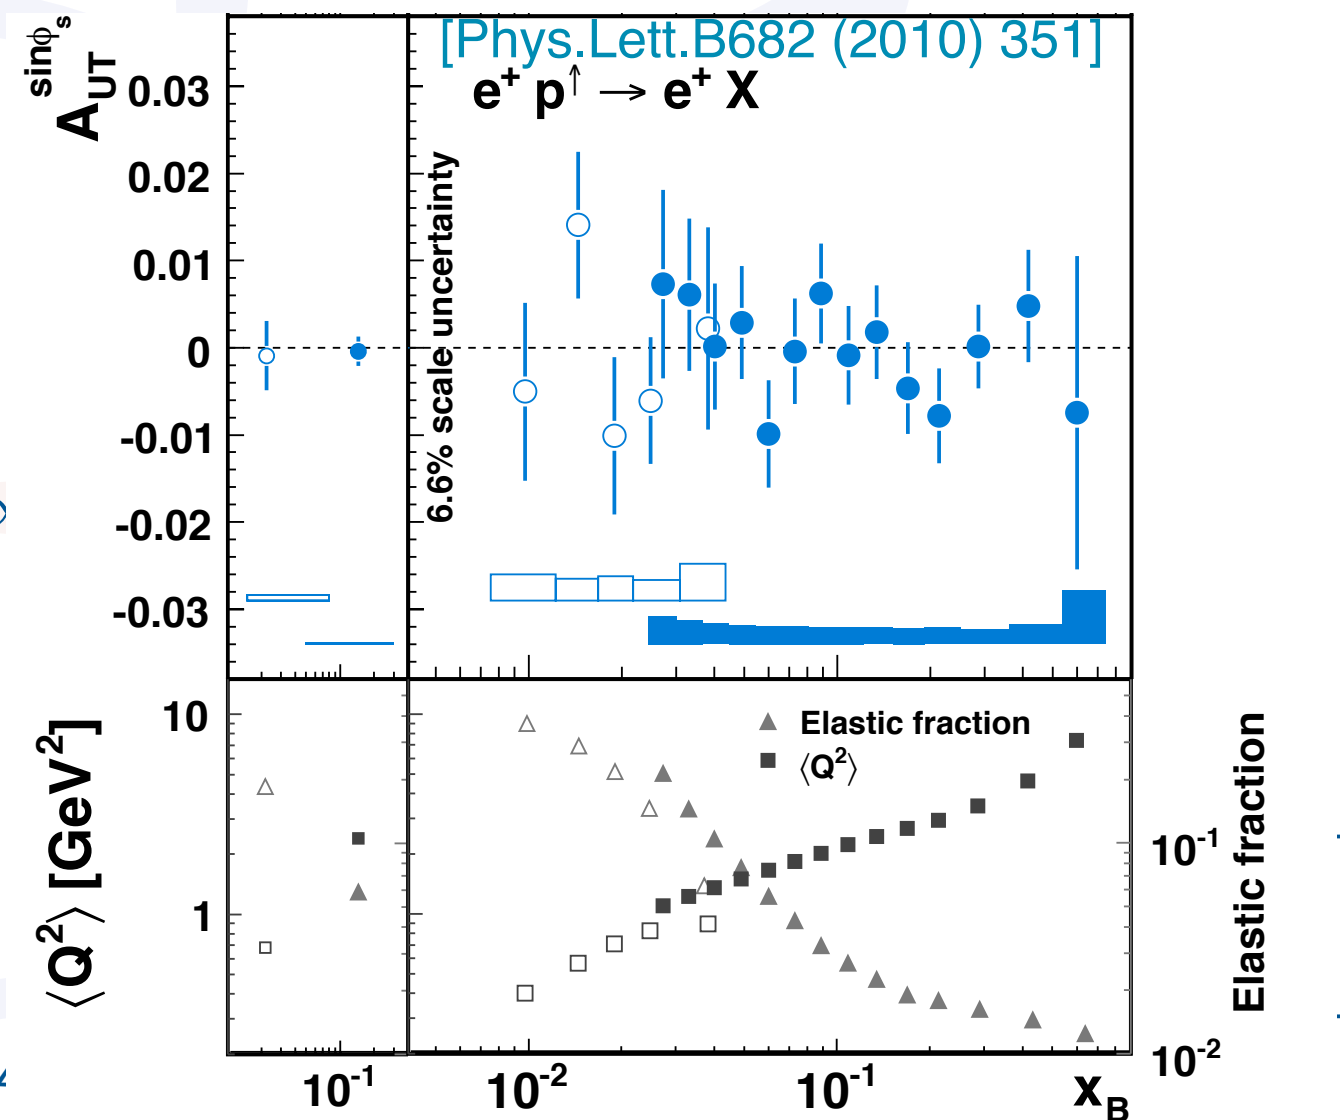 [Phys.Lett.B682 (2010) 351]
e⁺ p↑ → e⁺ X
A_UT^sinϕ_s
0.03
0.02
0.01
0
-0.01
-0.02
-0.03
6.6% scale uncertainty
⟨Q²⟩ [GeV²]
10
1
Elastic fraction
⟨Q²⟩
Elastic fraction
10⁻¹
10⁻²
10⁻¹
10⁻²
10⁻¹
x_B